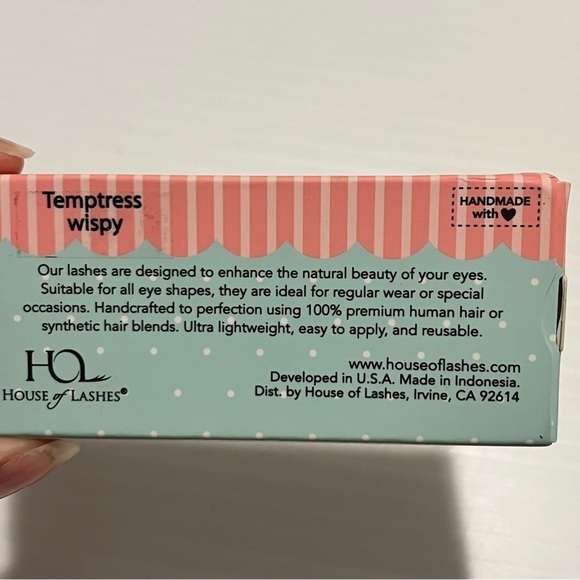 Temptress
wispy
HANDMADE
with ♥
Our lashes are designed to enhance the natural beauty of your eyes.
Suitable for all eye shapes, they are ideal for regular wear or special
occasions. Handcrafted to perfection using 100% premium human hair or
synthetic hair blends. Ultra lightweight, easy to apply, and reusable.
HOL
HOUSE of LASHES®
www.houseoflashes.com
Developed in U.S.A. Made in Indonesia.
Dist. by House of Lashes, Irvine, CA 92614